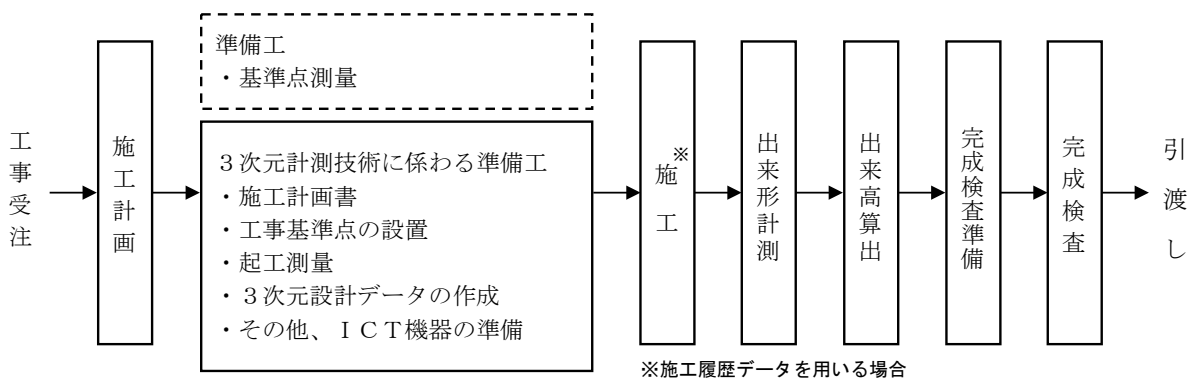 工事受注
施工計画
準備工
・基準点測量
３次元計測技術に係わる準備工
・施工計画書
・工事基準点の設置
・起工測量
・３次元設計データの作成
・その他、ＩＣＴ機器の準備
施工※
出来形計測
出来高算出
完成検査準備
完成検査
引渡し
※施工履歴データを用いる場合